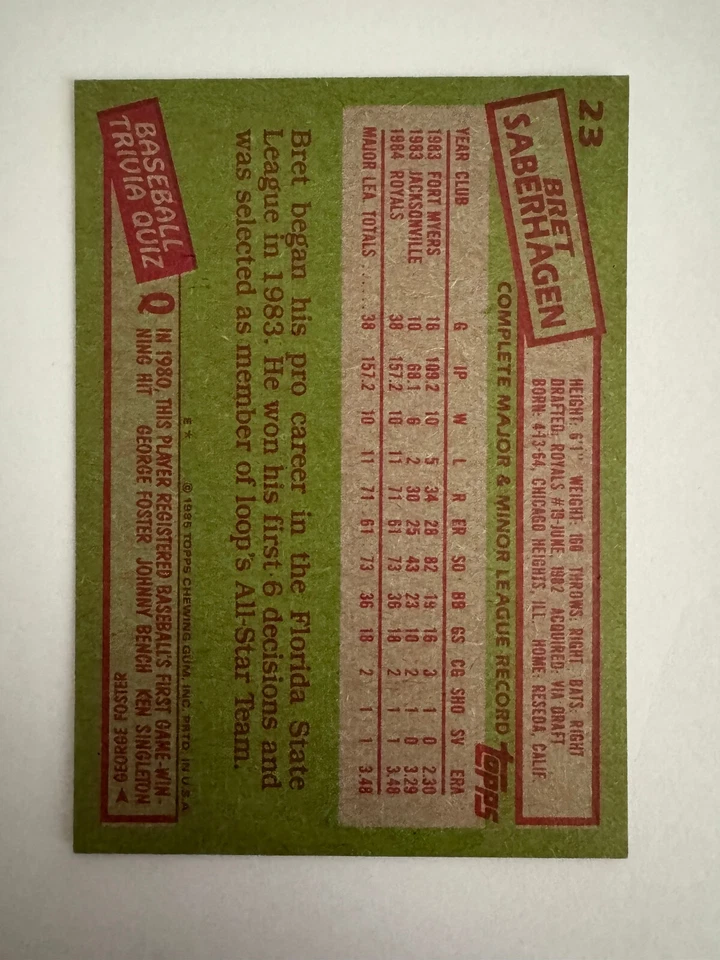 23
BRET
SABERHAGEN
HEIGHT: 6'1" WEIGHT: 160 THROWS: RIGHT BATS: RIGHT
DRAFTED: ROYALS #19-JUNE, 1982 ACQUIRED: VIA DRAFT
BORN: 4-13-64, CHICAGO HEIGHTS, ILL. HOME: RESEDA, CALIF.
COMPLETE MAJOR & MINOR LEAGUE RECORD topps
YEAR CLUB G IP W L R ER SO BB GS CG SHO SV ERA
1983 FORT MYERS 16 109.2 10 5 34 28 82 19 16 3 1 0 2.30
1983 JACKSONVILLE 10 68.1 6 2 30 25 43 23 10 2 1 0 3.29
1984 ROYALS 38 157.2 10 11 71 61 73 36 18 2 1 1 3.48
MAJOR LEA. TOTALS ..... 38 157.2 10 11 71 61 73 36 18 2 1 1 3.48
Bret began his pro career in the Florida State
League in 1983. He won his first 6 decisions and
was selected as member of loop's All-Star Team.
8* © 1985 TOPPS CHEWING GUM, INC. PRTD. IN U.S.A.
BASEBALL
TRIVIA QUIZ
Q IN 1980, THIS PLAYER REGISTERED BASEBALL'S FIRST GAME-WIN-
NING HIT GEORGE FOSTER JOHNNY BENCH KEN SINGLETON
GEORGE FOSTER